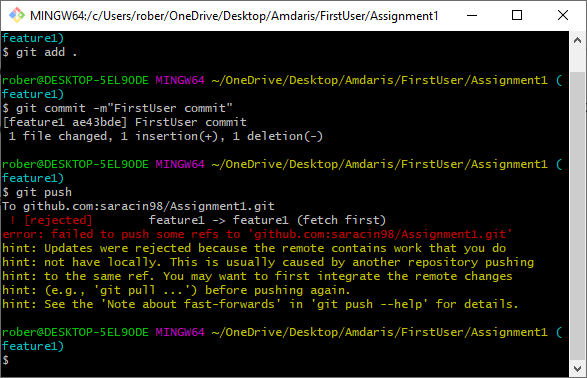 MINGW64:/c/Users/rober/OneDrive/Desktop/Amdaris/FirstUser/Assignment1
feature1)
$ git add .
rober@DESKTOP-5EL9ODE MINGW64 ~/OneDrive/Desktop/Amdaris/FirstUser/Assignment1 (
feature1)
$ git commit -m"FirstUser commit"
[feature1 ae43bde] FirstUser commit
 1 file changed, 1 insertion(+), 1 deletion(-)
rober@DESKTOP-5EL9ODE MINGW64 ~/OneDrive/Desktop/Amdaris/FirstUser/Assignment1 (
feature1)
$ git push
To github.com:saracin98/Assignment1.git
 ! [rejected]        feature1 -> feature1 (fetch first)
error: failed to push some refs to 'github.com:saracin98/Assignment1.git'
hint: Updates were rejected because the remote contains work that you do
hint: not have locally. This is usually caused by another repository pushing
hint: to the same ref. You may want to first integrate the remote changes
hint: (e.g., 'git pull ...') before pushing again.
hint: See the 'Note about fast-forwards' in 'git push --help' for details.
rober@DESKTOP-5EL9ODE MINGW64 ~/OneDrive/Desktop/Amdaris/FirstUser/Assignment1 (
feature1)
$